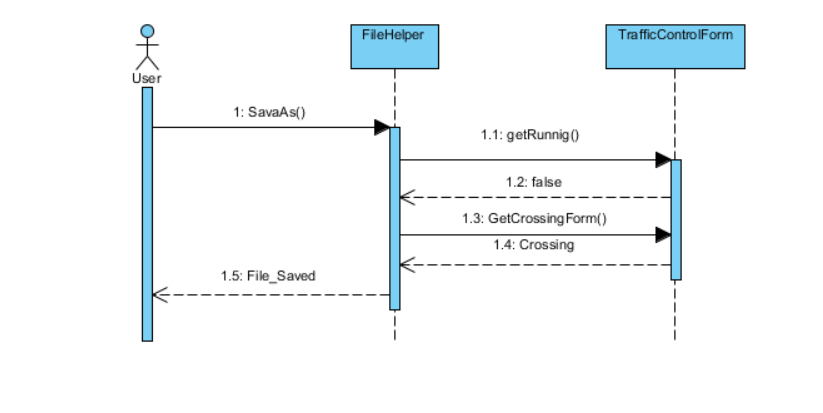 FileHelper
TrafficControlForm
User
1: SavaAs()
1.1: getRunnig()
1.2: false
1.3: GetCrossingForm()
1.4: Crossing
1.5: File_Saved